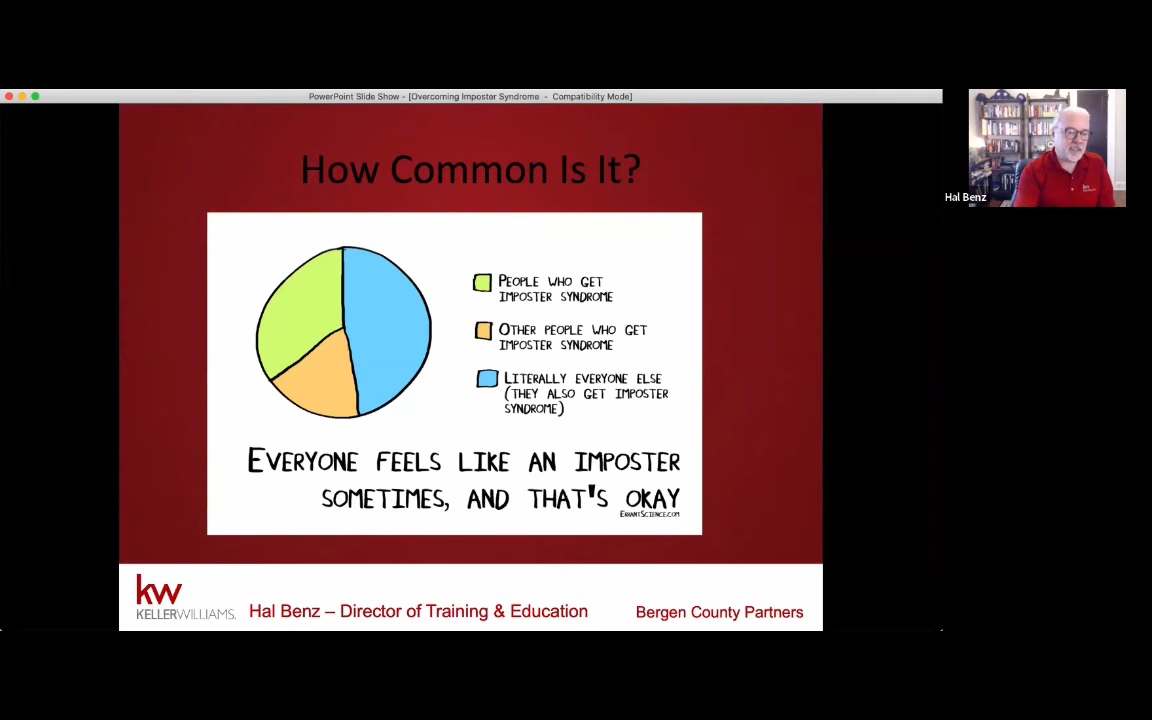 PowerPoint Slide Show - [Overcoming Imposter Syndrome - Compatibility Mode]
How Common Is It?
Hal Benz
PEOPLE WHO GET
IMPOSTER SYNDROME
OTHER PEOPLE WHO GET
IMPOSTER SYNDROME
LITERALLY EVERYONE ELSE
(THEY ALSO GET IMPOSTER
SYNDROME)
EVERYONE FEELS LIKE AN IMPOSTER
SOMETIMES, AND THAT'S OKAY
ERRANTSCIENCE.COM
kw
KELLERWILLIAMS.
Hal Benz – Director of Training & Education
Bergen County Partners